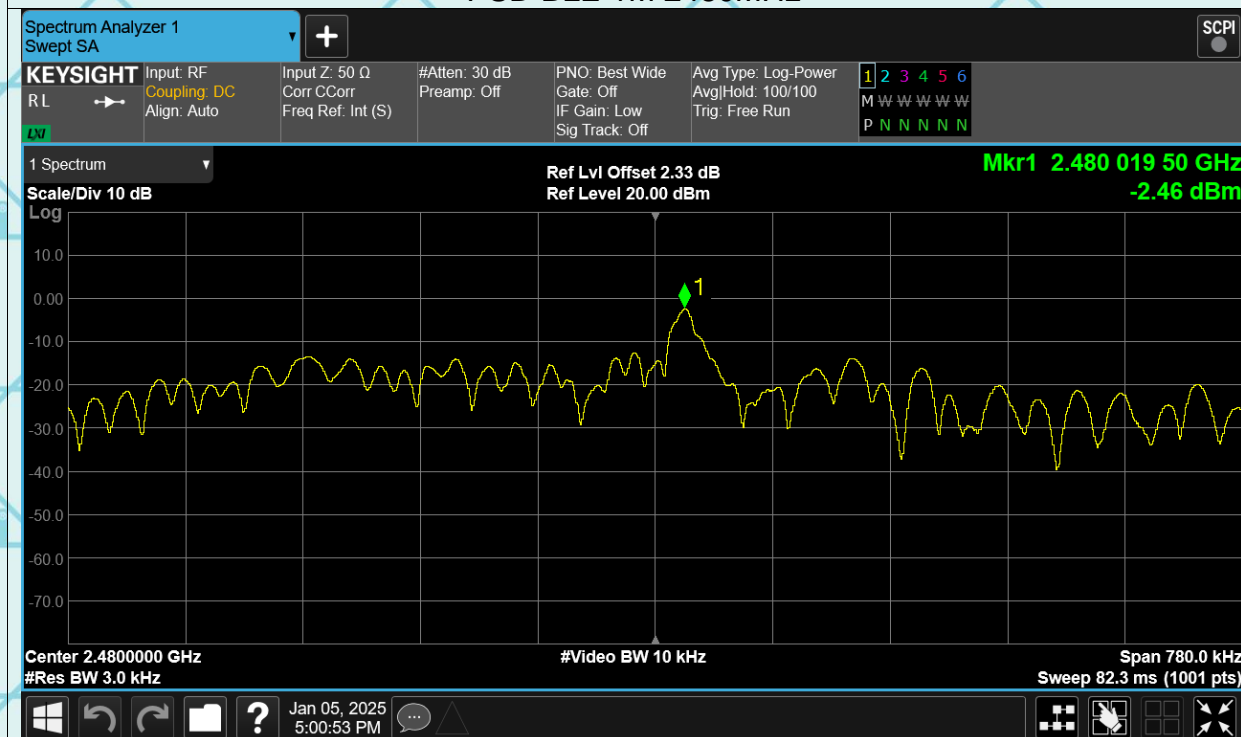 PSD BLE 1M 2480MHz
Spectrum Analyzer 1
Swept SA
SCPI
KEYSIGHT
RL
LXI
Input: RF
Coupling: DC
Align: Auto
Input Z: 50 Ω
Corr CCorr
Freq Ref: Int (S)
#Atten: 30 dB
Preamp: Off
PNO: Best Wide
Gate: Off
IF Gain: Low
Sig Track: Off
Avg Type: Log-Power
Avg|Hold: 100/100
Trig: Free Run
1 2 3 4 5 6
M W W W W W
P N N N N N
1 Spectrum
Scale/Div 10 dB
Log
Ref Lvl Offset 2.33 dB
Ref Level 20.00 dBm
Mkr1 2.480 019 50 GHz
-2.46 dBm
10.0
0.00
1
-10.0
-20.0
-30.0
-40.0
-50.0
-60.0
-70.0
Center 2.4800000 GHz
#Res BW 3.0 kHz
#Video BW 10 kHz
Span 780.0 kHz
Sweep 82.3 ms (1001 pts)
?
Jan 05, 2025
5:00:53 PM